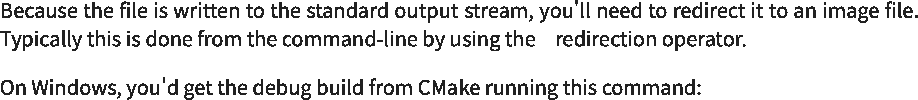 Because the file is written to the standard output stream, you'll need to redirect it to an image file.
Typically this is done from the command-line by using the redirection operator.
On Windows, you'd get the debug build from CMake running this command: